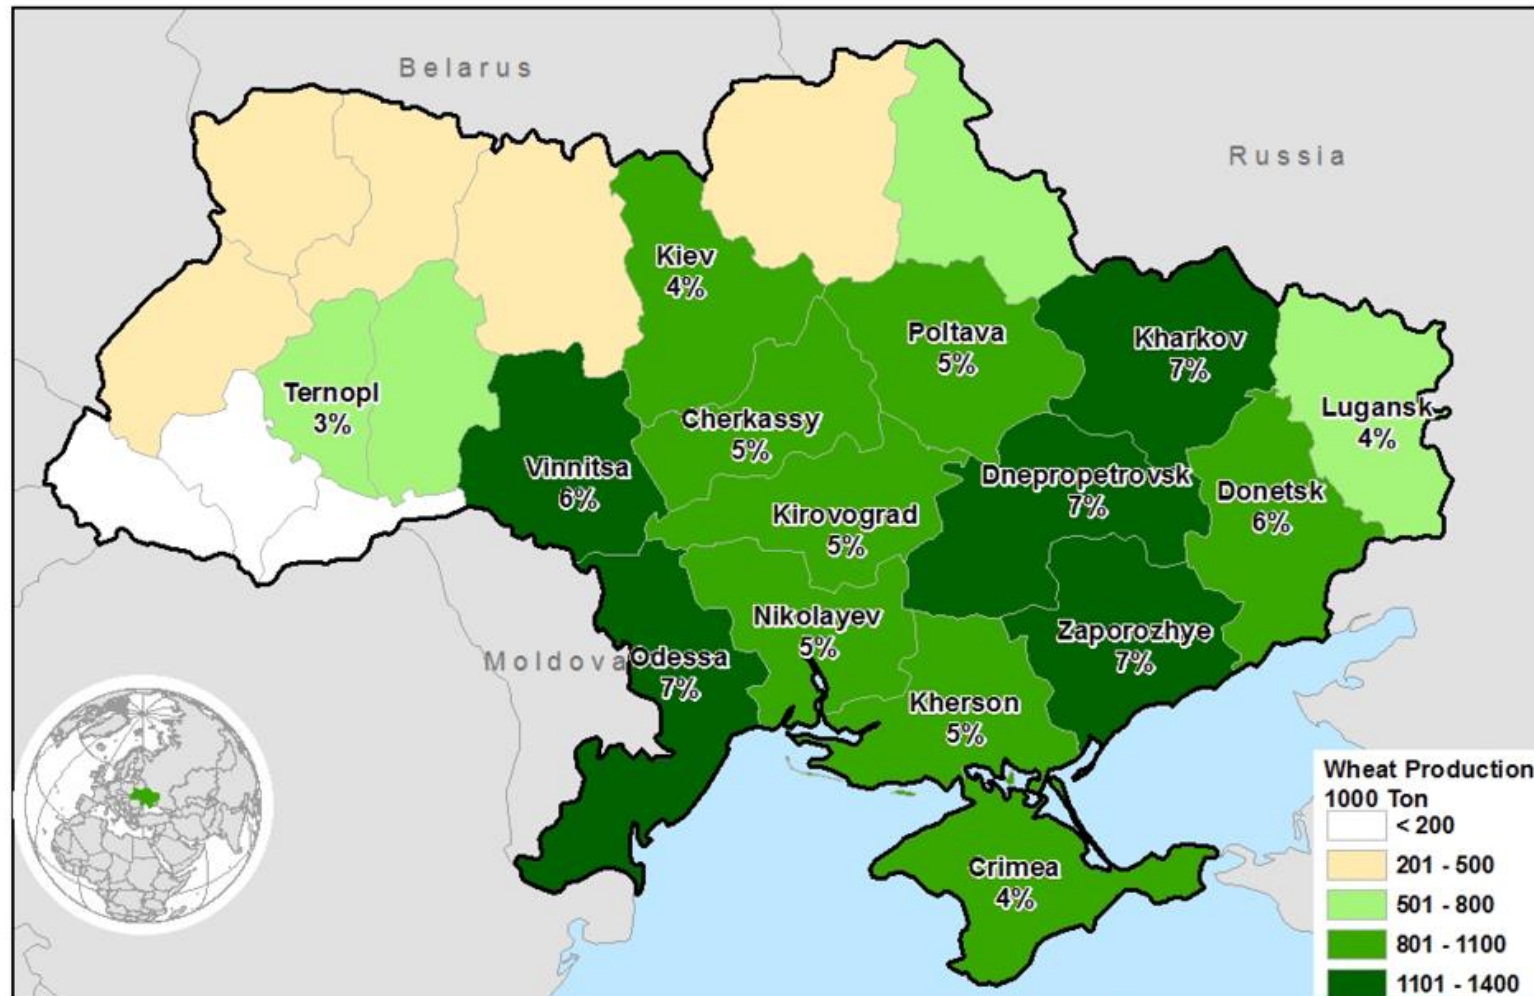 Belarus
Russia
Kiev
4%
Poltava
5%
Kharkov
7%
Ternopl
3%
Lugansk
4%
Cherkassy
5%
Vinnitsa
6%
Dnepropetrovsk
7%
Donetsk
6%
Kirovograd
5%
Nikolayev
5%
Zaporozhye
7%
Moldova
Odessa
7%
Kherson
5%
Crimea
4%
Wheat Production
1000 Ton
< 200
201 - 500
501 - 800
801 - 1100
1101 - 1400